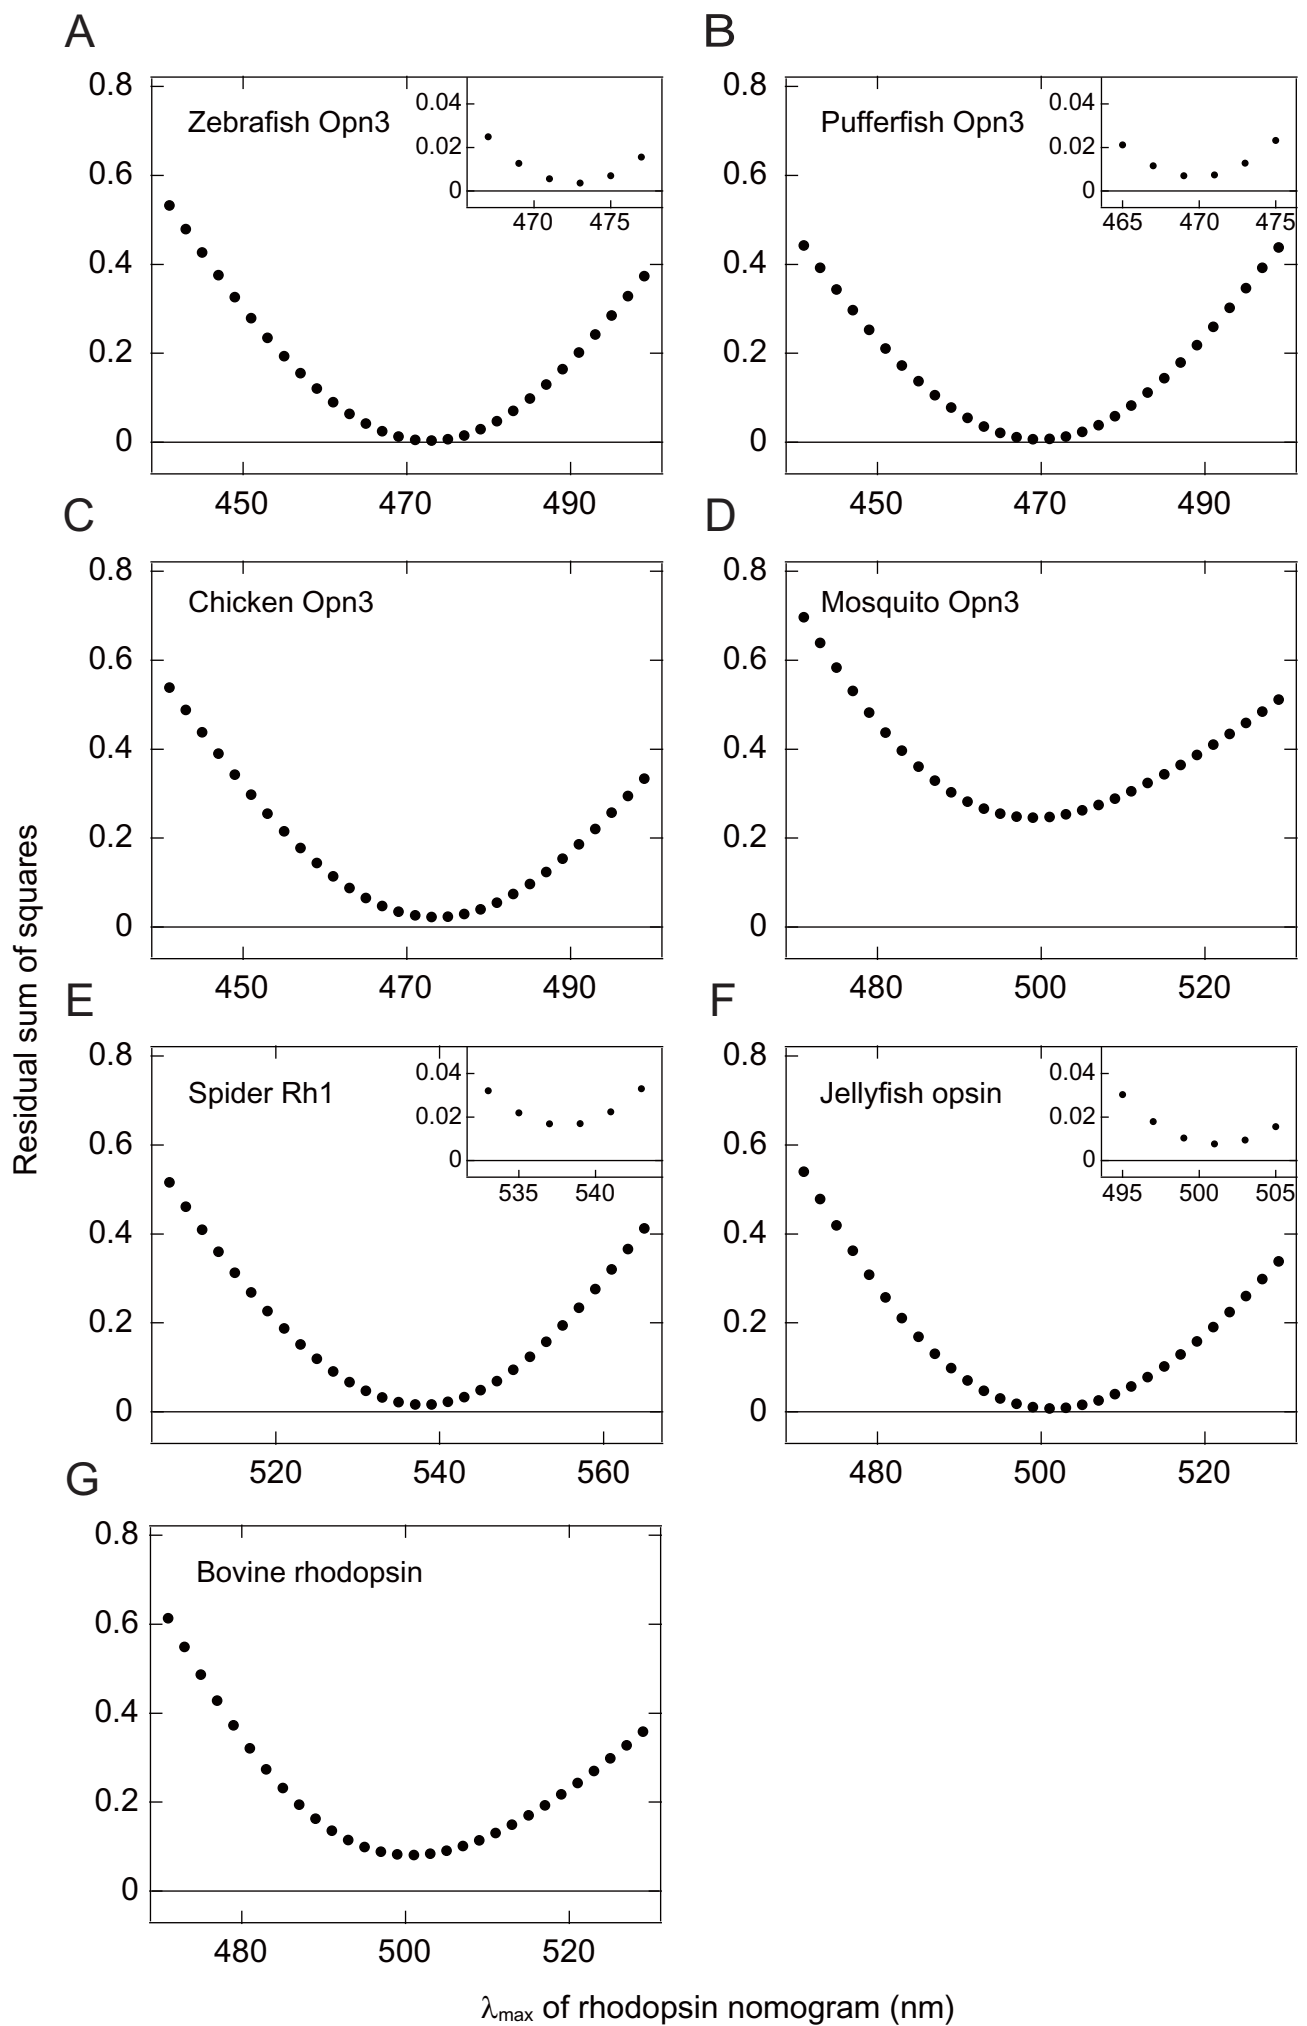 A
0.8
0.6
0.4
0.2
0
Zebrafish Opn3
0.04
0.02
0
470 475
450 470 490
B
0.8
0.6
0.4
0.2
0
Pufferfish Opn3
0.04
0.02
0
465 470 475
450 470 490
C
0.8
0.6
0.4
0.2
0
Chicken Opn3
450 470 490
D
0.8
0.6
0.4
0.2
0
Mosquito Opn3
480 500 520
Residual sum of squares
E
0.8
0.6
0.4
0.2
0
Spider Rh1
0.04
0.02
0
535 540
520 540 560
F
0.8
0.6
0.4
0.2
0
Jellyfish opsin
0.04
0.02
0
495 500 505
480 500 520
G
0.8
0.6
0.4
0.2
0
Bovine rhodopsin
480 500 520
λmax of rhodopsin nomogram (nm)